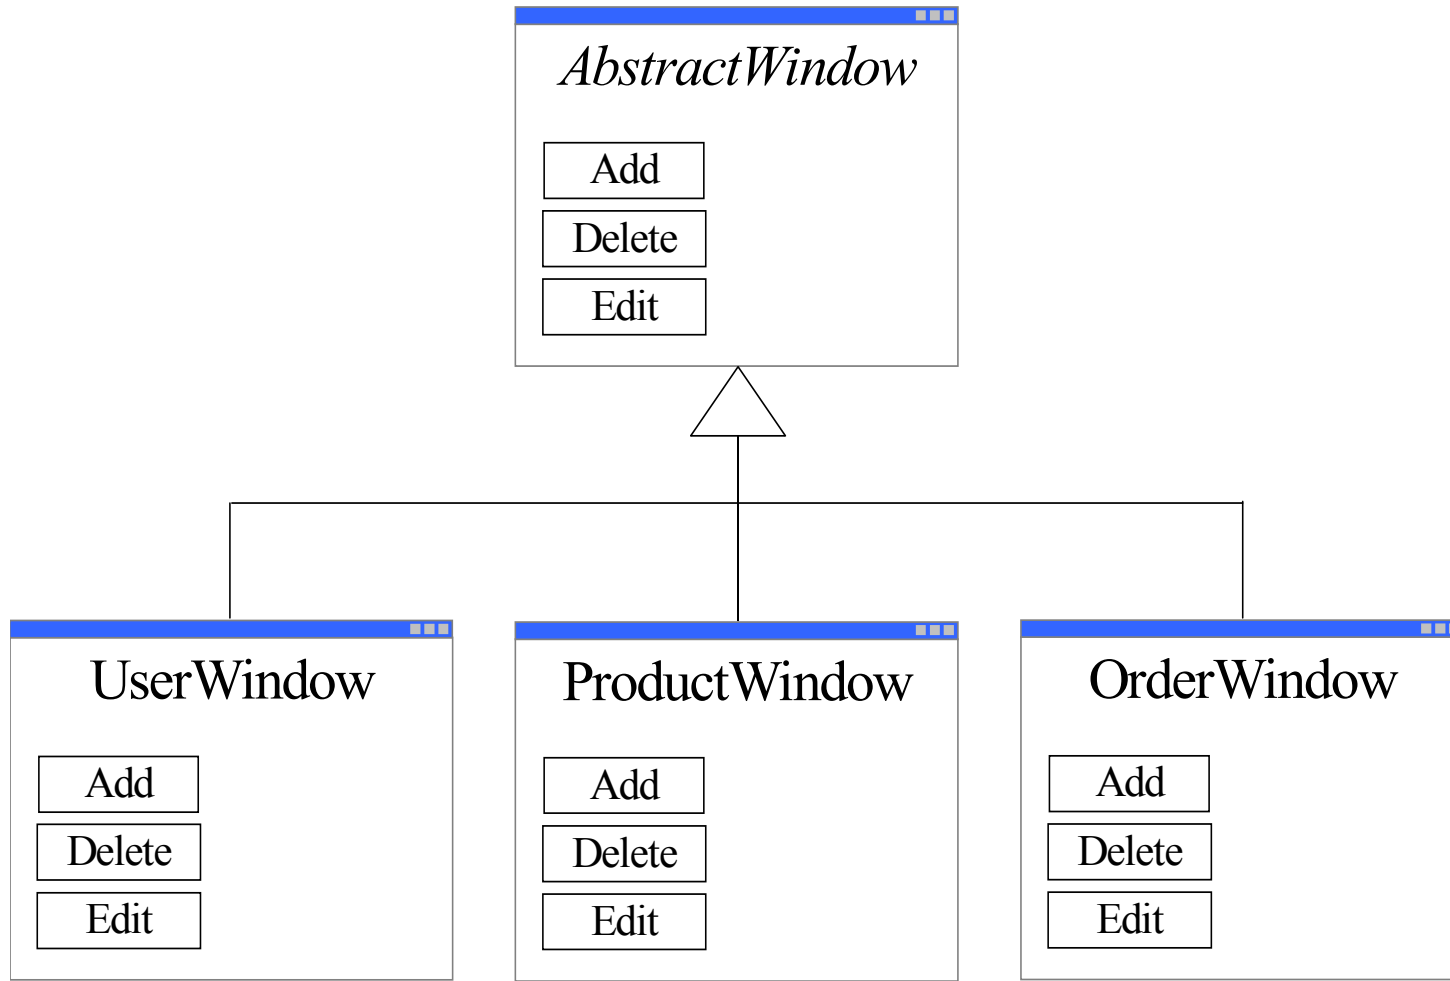 AbstractWindow
Add
Delete
Edit
UserWindow
Add
Delete
Edit
ProductWindow
Add
Delete
Edit
OrderWindow
Add
Delete
Edit